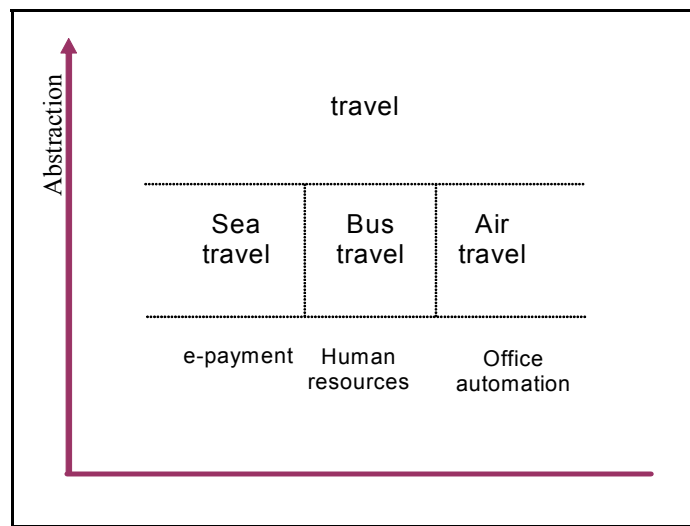 Abstraction
travel
Sea
travel
Bus
travel
Air
travel
e-payment
Human
resources
Office
automation